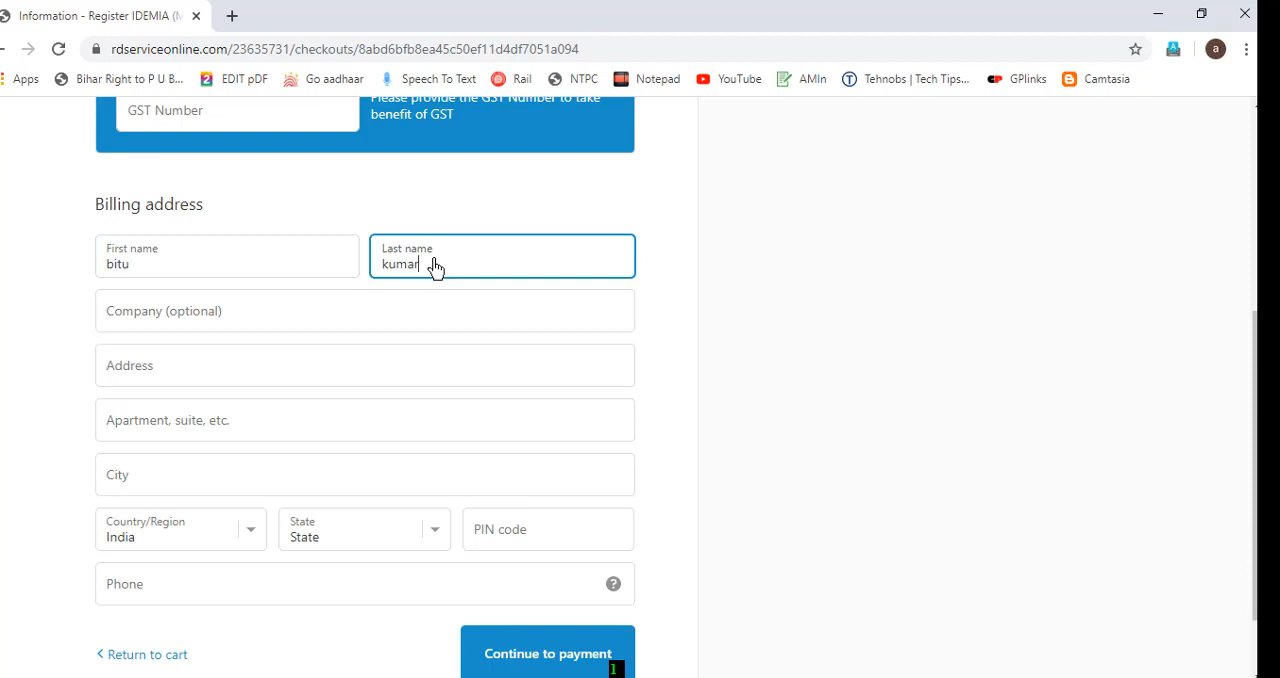 Information - Register IDEMIA (M
rdserviceonline.com/23635731/checkouts/8abd6bfb8ea45c50ef11d4df7051a094
a
Apps
Bihar Right to P U B...
EDIT pDF
Go aadhaar
Speech To Text
Rail
NTPC
Notepad
YouTube
AMIn
Tehnobs | Tech Tips...
GPlinks
Camtasia
GST Number
Please provide the GST Number to take
benefit of GST
Billing address
First name
bitu
Last name
kumar
Company (optional)
Address
Apartment, suite, etc.
City
Country/Region
India
State
State
PIN code
Phone
?
Return to cart
Continue to payment
1